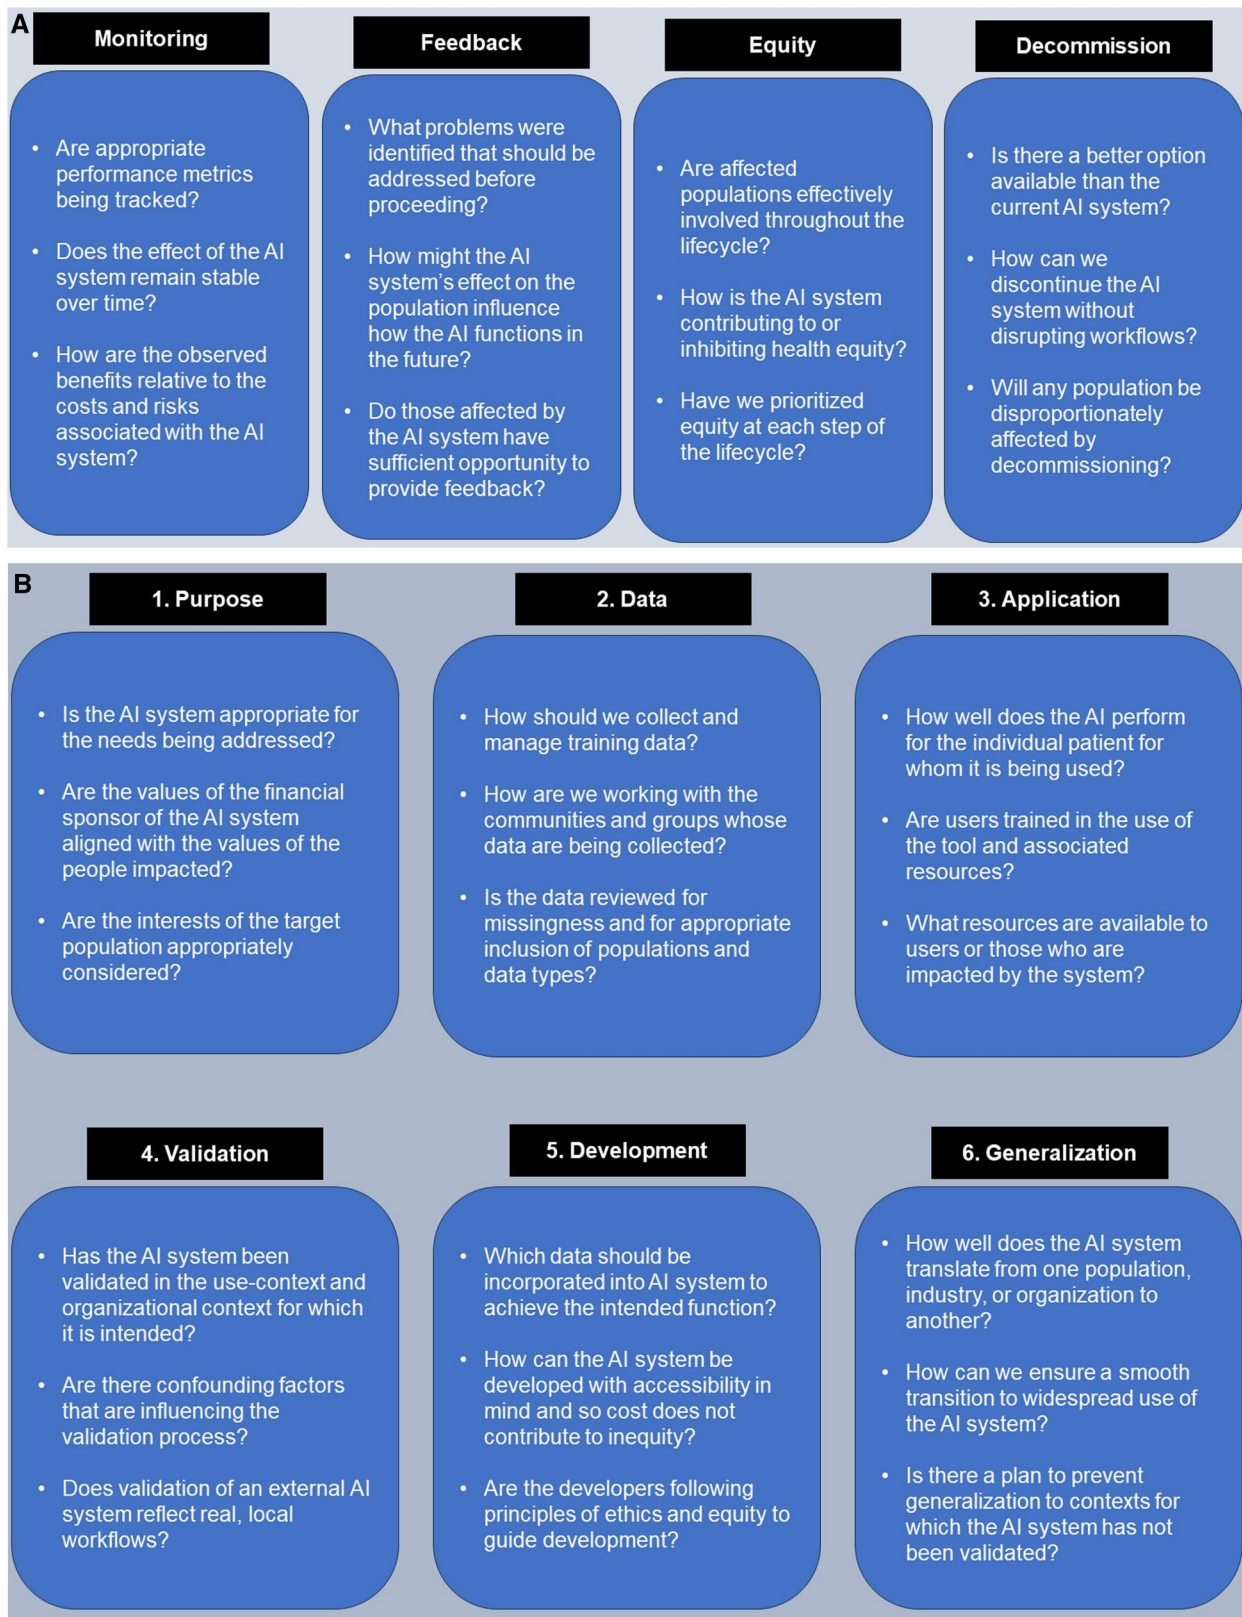 A
Monitoring
• Are appropriate
performance metrics
being tracked?
• Does the effect of the AI
system remain stable
over time?
• How are the observed
benefits relative to the
costs and risks
associated with the AI
system?
Feedback
• What problems were
identified that should be
addressed before
proceeding?
• How might the AI
system's effect on the
population influence
how the AI functions in
the future?
• Do those affected by
the AI system have
sufficient opportunity to
provide feedback?
Equity
• Are affected
populations effectively
involved throughout the
lifecycle?
• How is the AI system
contributing to or
inhibiting health equity?
• Have we prioritized
equity at each step of
the lifecycle?
Decommission
• Is there a better option
available than the
current AI system?
• How can we
discontinue the AI
system without
disrupting workflows?
• Will any population be
disproportionately
affected by
decommissioning?
B
1. Purpose
• Is the AI system appropriate for
the needs being addressed?
• Are the values of the financial
sponsor of the AI system
aligned with the values of the
people impacted?
• Are the interests of the target
population appropriately
considered?
2. Data
• How should we collect and
manage training data?
• How are we working with the
communities and groups whose
data are being collected?
• Is the data reviewed for
missingness and for appropriate
inclusion of populations and
data types?
3. Application
• How well does the AI perform
for the individual patient for
whom it is being used?
• Are users trained in the use of
the tool and associated
resources?
• What resources are available to
users or those who are
impacted by the system?
4. Validation
• Has the AI system been
validated in the use-context and
organizational context for which
it is intended?
• Are there confounding factors
that are influencing the
validation process?
• Does validation of an external AI
system reflect real, local
workflows?
5. Development
• Which data should be
incorporated into AI system to
achieve the intended function?
• How can the AI system be
developed with accessibility in
mind and so cost does not
contribute to inequity?
• Are the developers following
principles of ethics and equity to
guide development?
6. Generalization
• How well does the AI system
translate from one population,
industry, or organization to
another?
• How can we ensure a smooth
transition to widespread use of
the AI system?
• Is there a plan to prevent
generalization to contexts for
which the AI system has not
been validated?